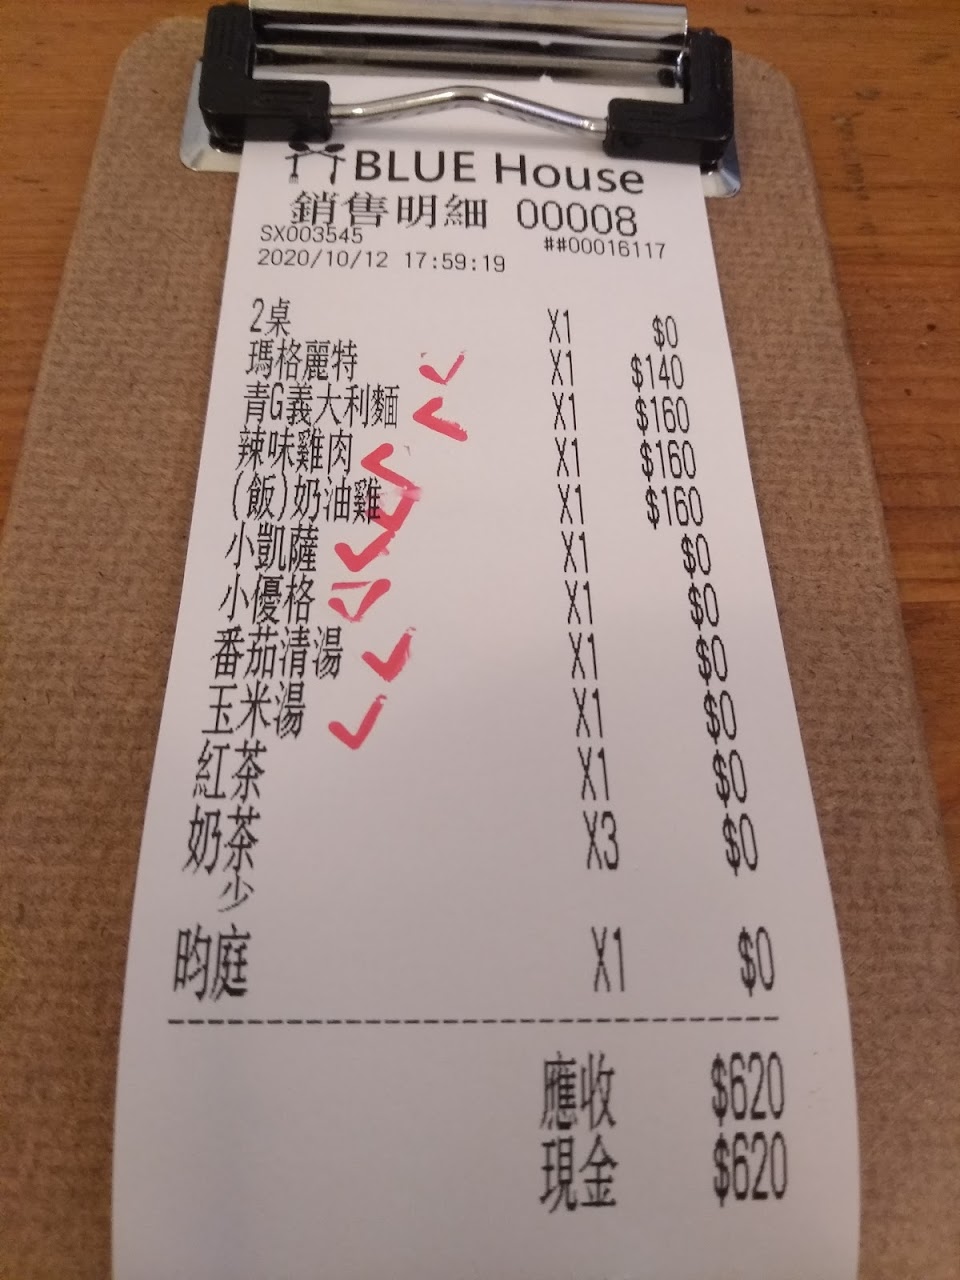 BLUE House
銷售明細 00008
SX003545 ##00016117
2020/10/12 17:59:19
2桌 X1 $0
瑪格麗特 X1 $140
青G義大利麵 X1 $160
辣味雞肉 X1 $160
(飯)奶油雞 X1 $160
小凱薩 X1 $0
小優格 X1 $0
番茄清湯 X1 $0
玉米湯 X1 $0
紅茶 X1 $0
奶茶 X3 $0
少
昀庭 X1 $0
應收 $620
現金 $620